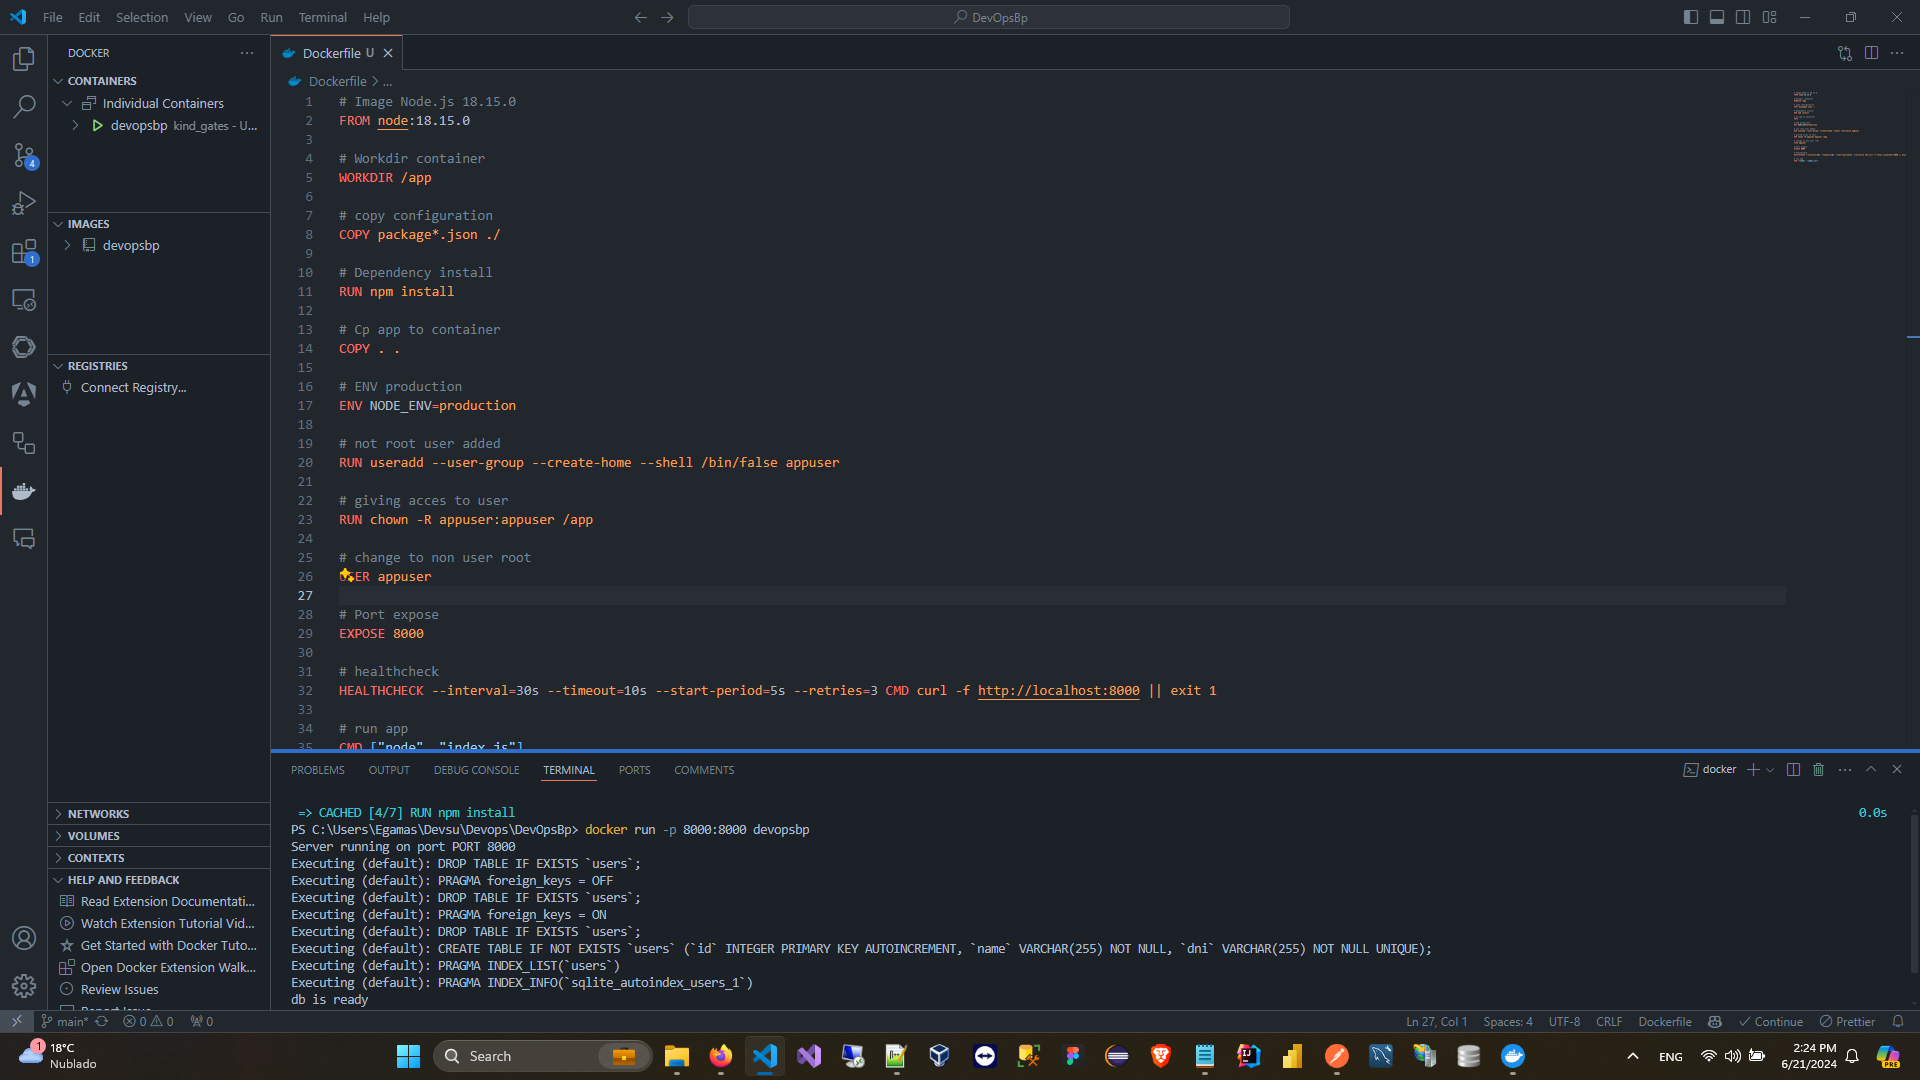 File Edit Selection View Go Run Terminal Help
DevOpsBp
DOCKER
CONTAINERS
Individual Containers
devopsbp kind_gates - U...
IMAGES
devopsbp
REGISTRIES
Connect Registry...
NETWORKS
VOLUMES
CONTEXTS
HELP AND FEEDBACK
Read Extension Documentati...
Watch Extension Tutorial Vid...
Get Started with Docker Tuto...
Open Docker Extension Walk...
Review Issues
4
1
Dockerfile U
Dockerfile > ...
1 # Image Node.js 18.15.0
2 FROM node:18.15.0
3
4 # Workdir container
5 WORKDIR /app
6
7 # copy configuration
8 COPY package*.json ./
9
10 # Dependency install
11 RUN npm install
12
13 # Cp app to container
14 COPY . .
15
16 # ENV production
17 ENV NODE_ENV=production
18
19 # not root user added
20 RUN useradd --user-group --create-home --shell /bin/false appuser
21
22 # giving acces to user
23 RUN chown -R appuser:appuser /app
24
25 # change to non user root
26 USER appuser
27
28 # Port expose
29 EXPOSE 8000
30
31 # healthcheck
32 HEALTHCHECK --interval=30s --timeout=10s --start-period=5s --retries=3 CMD curl -f http://localhost:8000 || exit 1
33
34 # run app
35 CMD ["node", "index.js"]
PROBLEMS OUTPUT DEBUG CONSOLE TERMINAL PORTS COMMENTS
docker
=> CACHED [4/7] RUN npm install 0.0s
PS C:\Users\Egamas\Devsu\Devops\DevOpsBp> docker run -p 8000:8000 devopsbp
Server running on port PORT 8000
Executing (default): DROP TABLE IF EXISTS `users`;
Executing (default): PRAGMA foreign_keys = OFF
Executing (default): DROP TABLE IF EXISTS `users`;
Executing (default): PRAGMA foreign_keys = ON
Executing (default): DROP TABLE IF EXISTS `users`;
Executing (default): CREATE TABLE IF NOT EXISTS `users` (`id` INTEGER PRIMARY KEY AUTOINCREMENT, `name` VARCHAR(255) NOT NULL, `dni` VARCHAR(255) NOT NULL UNIQUE);
Executing (default): PRAGMA INDEX_LIST(`users`)
Executing (default): PRAGMA INDEX_INFO(`sqlite_autoindex_users_1`)
db is ready
main* 0 0 0
Ln 27, Col 1 Spaces: 4 UTF-8 CRLF Dockerfile Continue Prettier
1
18°C
Nublado
Search
ENG
2:24 PM
6/21/2024
PRE